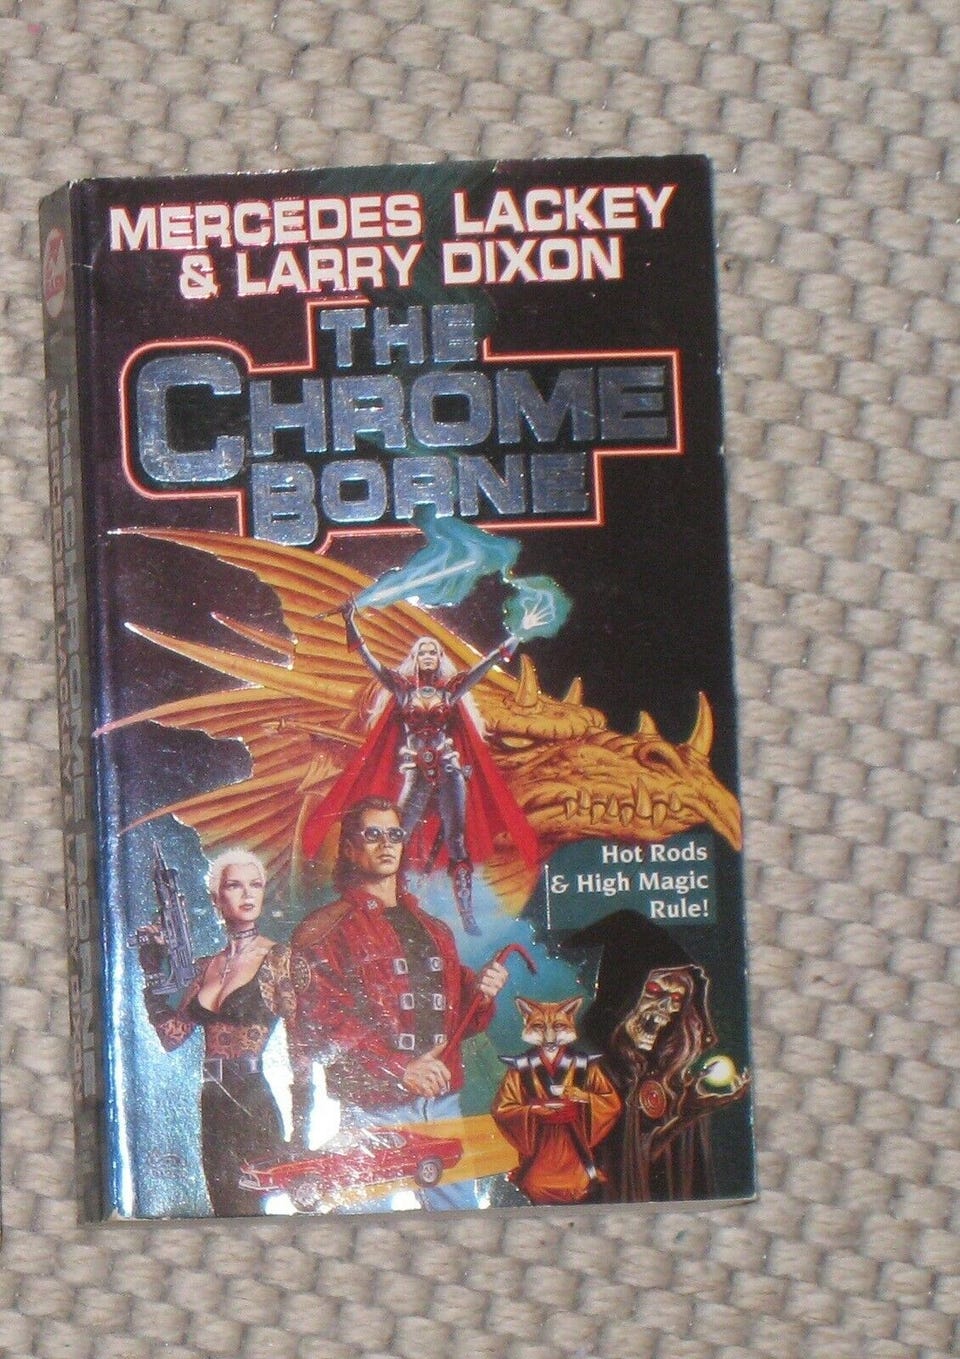 MERCEDES LACKEY
& LARRY DIXON
THE
CHROME
BORNE
Hot Rods
& High Magic
Rule!